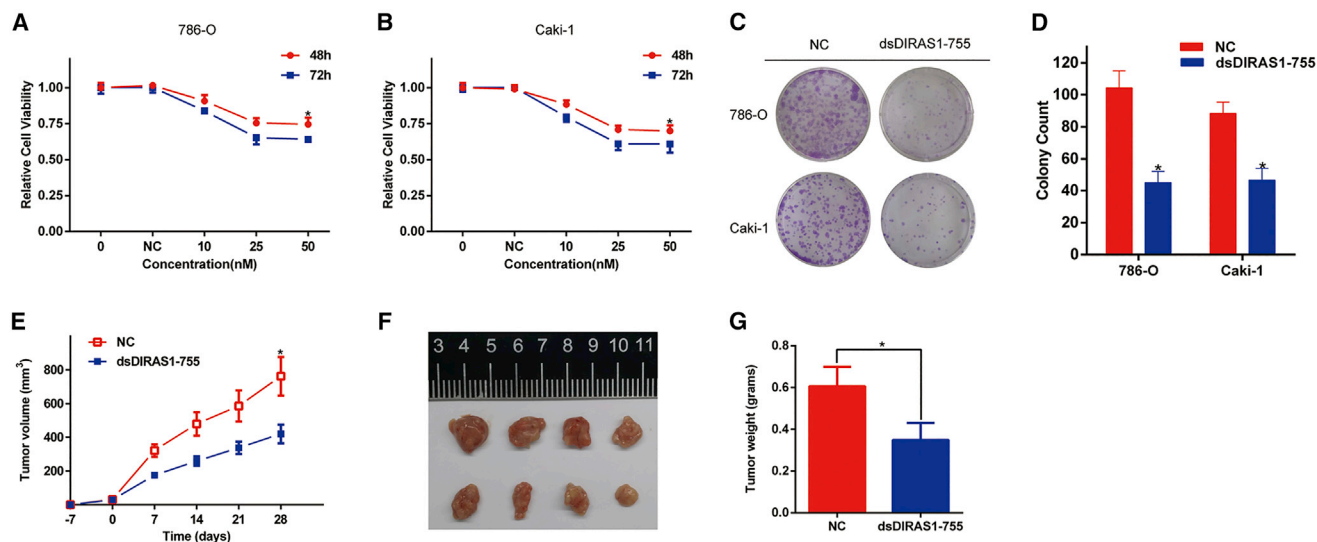 A
786-O
48h
72h
Relative Cell Viability
1.00
0.75
0.50
0.25
0.00
*
0 NC 10 25 50
Concentration(nM)
B
Caki-1
48h
72h
Relative Cell Viability
1.00
0.75
0.50
0.25
0.00
*
0 NC 10 25 50
Concentration(nM)
C
NC dsDIRAS1-755
786-O
Caki-1
D
NC
dsDIRAS1-755
Colony Count
120
100
80
60
40
20
0
* *
786-O Caki-1
E
NC
dsDIRAS1-755
Tumor volume (mm³)
800
600
400
200
*
-7 0 7 14 21 28
Time (days)
F
3 4 5 6 7 8 9 10 11
G
Tumor weight (grams)
0.8
0.6
0.4
0.2
0.0
*
NC dsDIRAS1-755